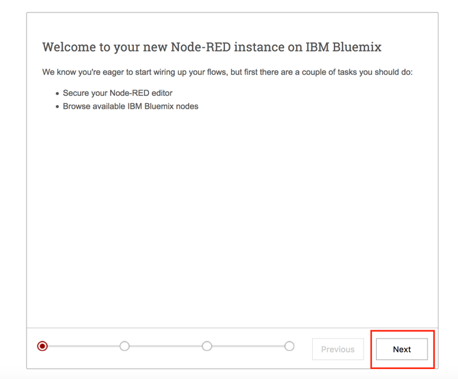 Welcome to your new Node-RED instance on IBM Bluemix
We know you're eager to start wiring up your flows, but first there are a couple of tasks you should do:
• Secure your Node-RED editor
• Browse available IBM Bluemix nodes
Previous
Next